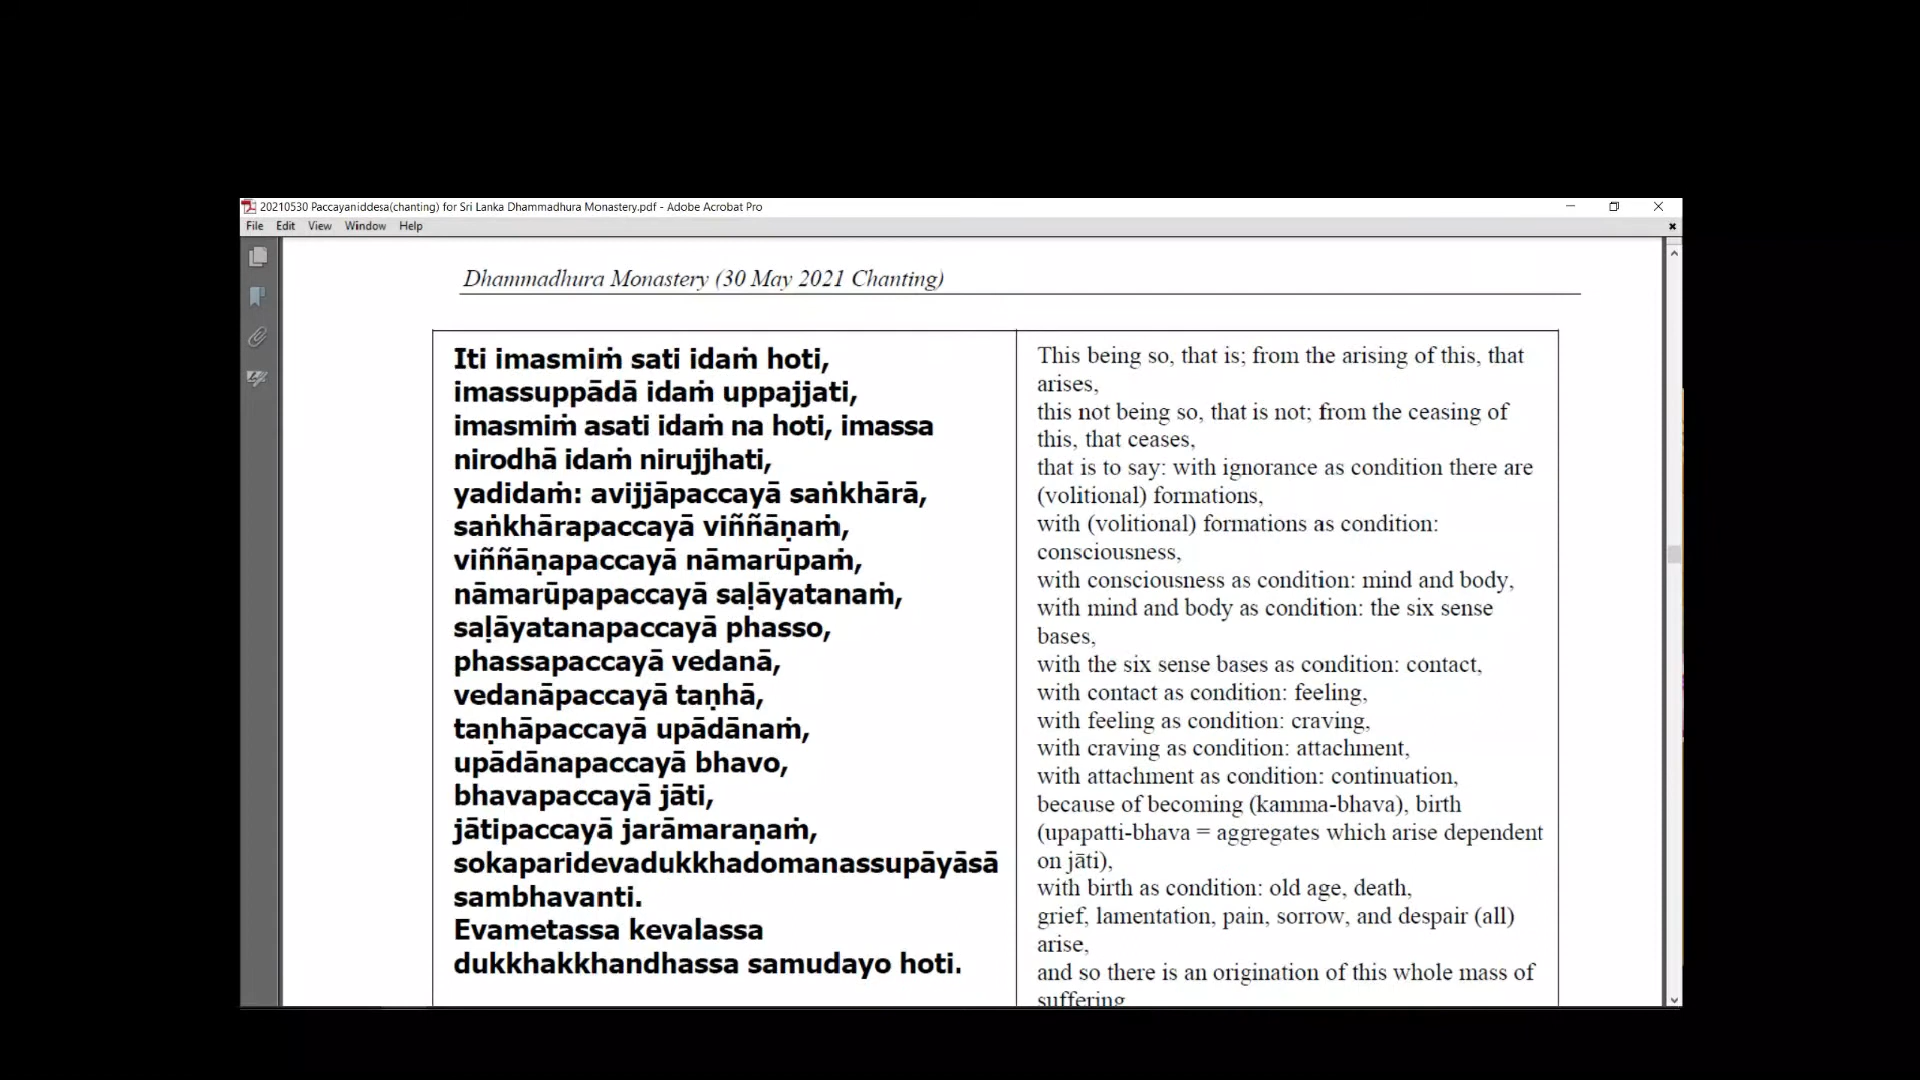 20210530 Paccayaniddesa(chanting) for Sri Lanka Dhammadhura Monastery.pdf - Adobe Acrobat Pro
File Edit View Window Help
Dhammadhura Monastery (30 May 2021 Chanting)
Iti imasmiṁ sati idaṁ hoti,
imassuppādā idaṁ uppajjati,
imasmiṁ asati idaṁ na hoti, imassa
nirodhā idaṁ nirujjhati,
yadidaṁ: avijjāpaccayā saṅkhārā,
saṅkhārapaccayā viññāṇaṁ,
viññāṇapaccayā nāmarūpaṁ,
nāmarūpapaccayā saḷāyatanaṁ,
saḷāyatanapaccayā phasso,
phassapaccayā vedanā,
vedanāpaccayā taṇhā,
taṇhāpaccayā upādānaṁ,
upādānapaccayā bhavo,
bhavapaccayā jāti,
jātipaccayā jarāmaraṇaṁ,
sokaparidevadukkhadomanassupāyāsā
sambhavanti.
Evametassa kevalassa
dukkhakkhandhassa samudayo hoti.
This being so, that is; from the arising of this, that
arises,
this not being so, that is not; from the ceasing of
this, that ceases,
that is to say: with ignorance as condition there are
(volitional) formations,
with (volitional) formations as condition:
consciousness,
with consciousness as condition: mind and body,
with mind and body as condition: the six sense
bases,
with the six sense bases as condition: contact,
with contact as condition: feeling,
with feeling as condition: craving,
with craving as condition: attachment,
with attachment as condition: continuation,
because of becoming (kamma-bhava), birth
(upapatti-bhava = aggregates which arise dependent
on jāti),
with birth as condition: old age, death,
grief, lamentation, pain, sorrow, and despair (all)
arise,
and so there is an origination of this whole mass of
suffering